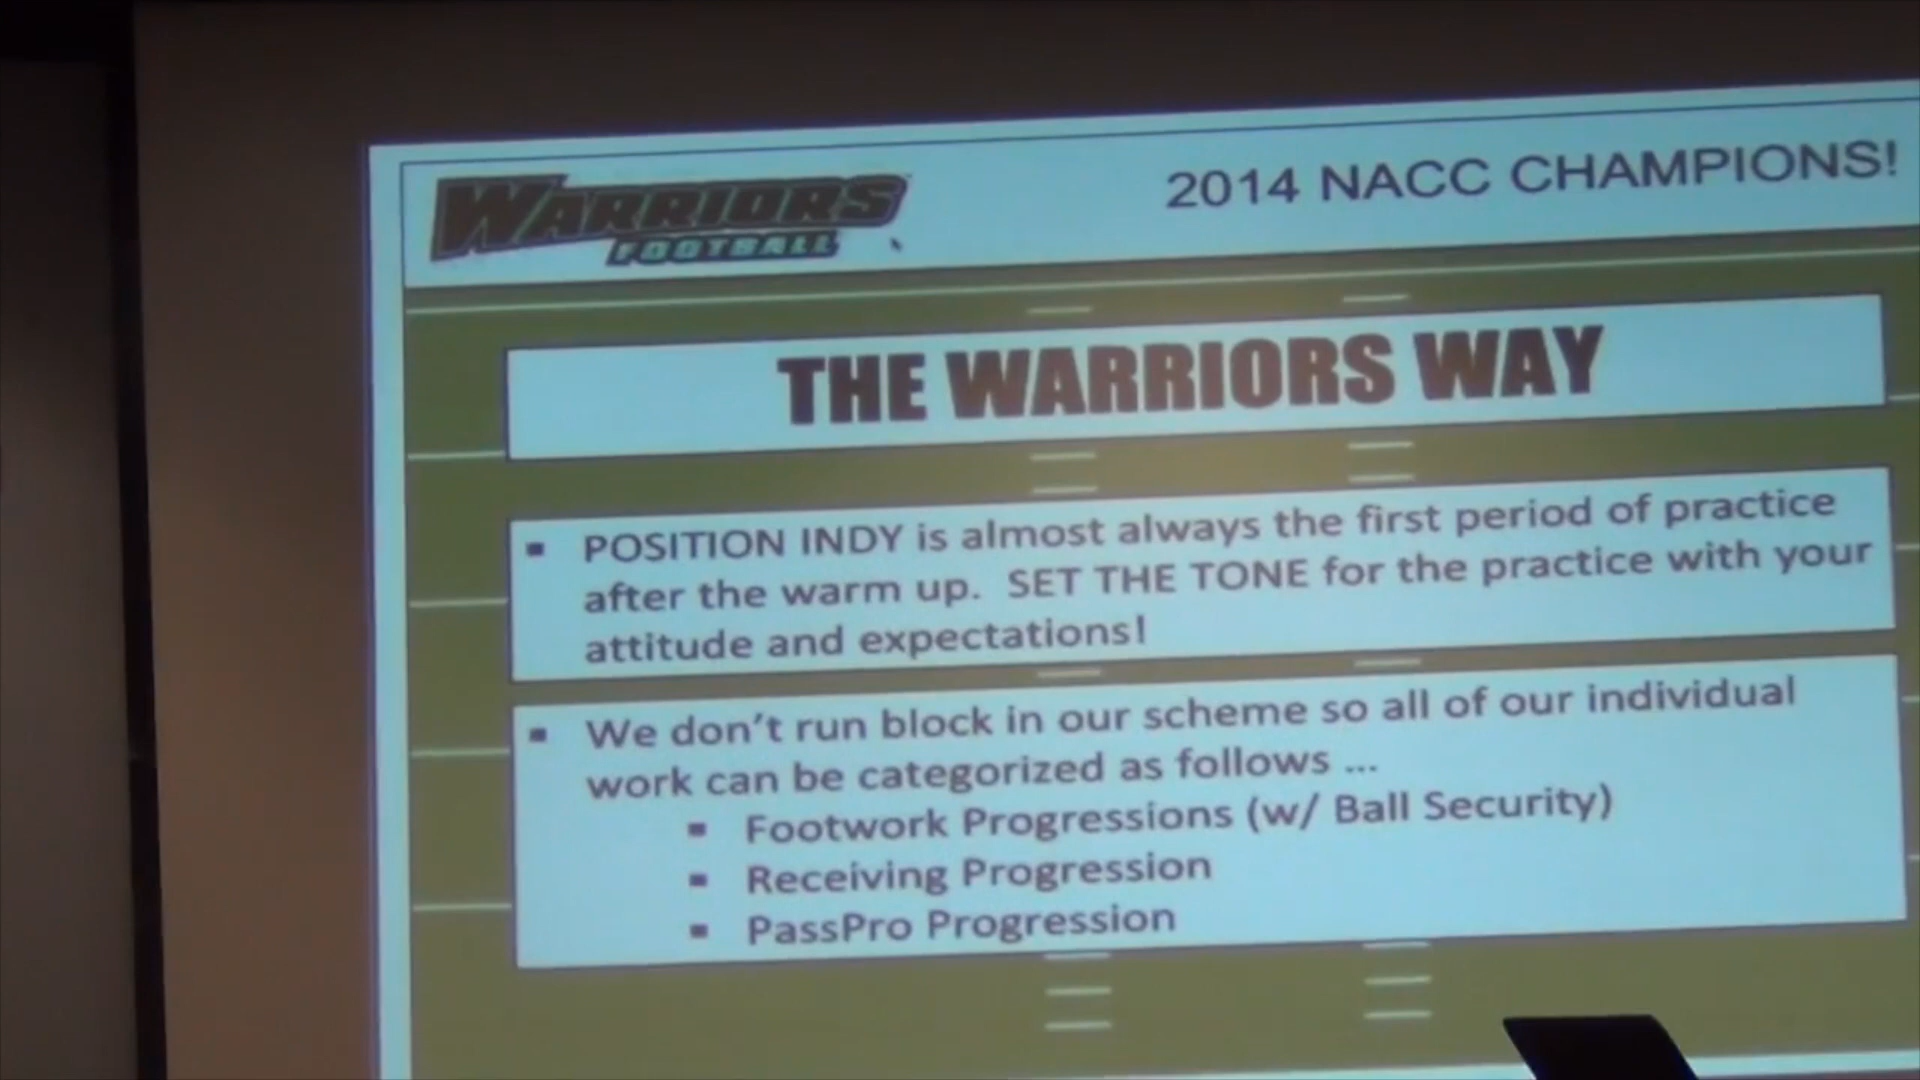 WARRIORS
FOOTBALL
2014 NACC CHAMPIONS!
THE WARRIORS WAY
▪ POSITION INDY is almost always the first period of practice
after the warm up. SET THE TONE for the practice with your
attitude and expectations!
▪ We don't run block in our scheme so all of our individual
work can be categorized as follows ...
▪ Footwork Progressions (w/ Ball Security)
▪ Receiving Progression
▪ PassPro Progression